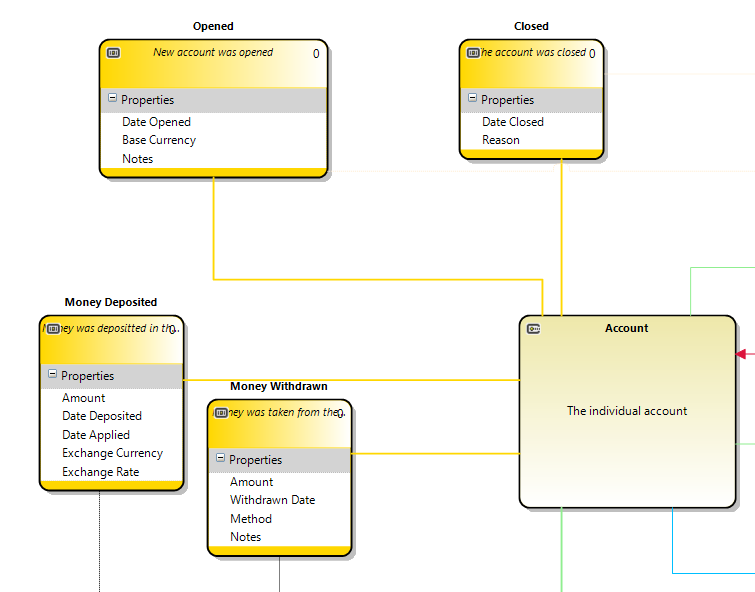 Opened
New account was opened
0
Properties
Date Opened
Base Currency
Notes
Closed
he account was closed
0
Properties
Date Closed
Reason
Money Deposited
ney was depositted in th...
0
Properties
Amount
Date Deposited
Date Applied
Exchange Currency
Exchange Rate
Money Withdrawn
ney was taken from the...
0
Properties
Amount
Withdrawn Date
Method
Notes
Account
The individual account